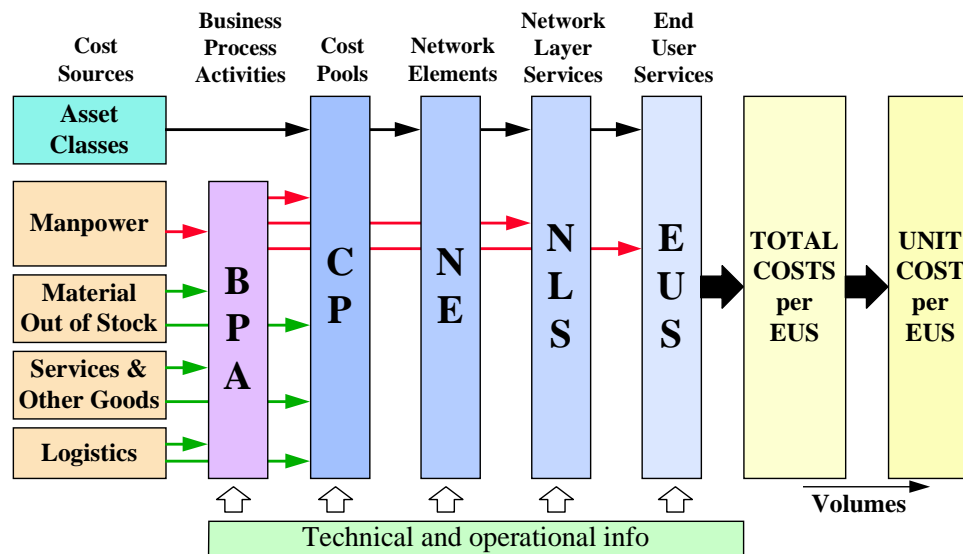 Cost
Sources
Business
Process
Activities
Cost
Pools
Network
Elements
Network
Layer
Services
End
User
Services
Asset
Classes
Manpower
Material
Out of Stock
Services &
Other Goods
Logistics
B
P
A
C
P
N
E
N
L
S
E
U
S
TOTAL
COSTS
per
EUS
UNIT
COST
per
EUS
Volumes
Technical and operational info